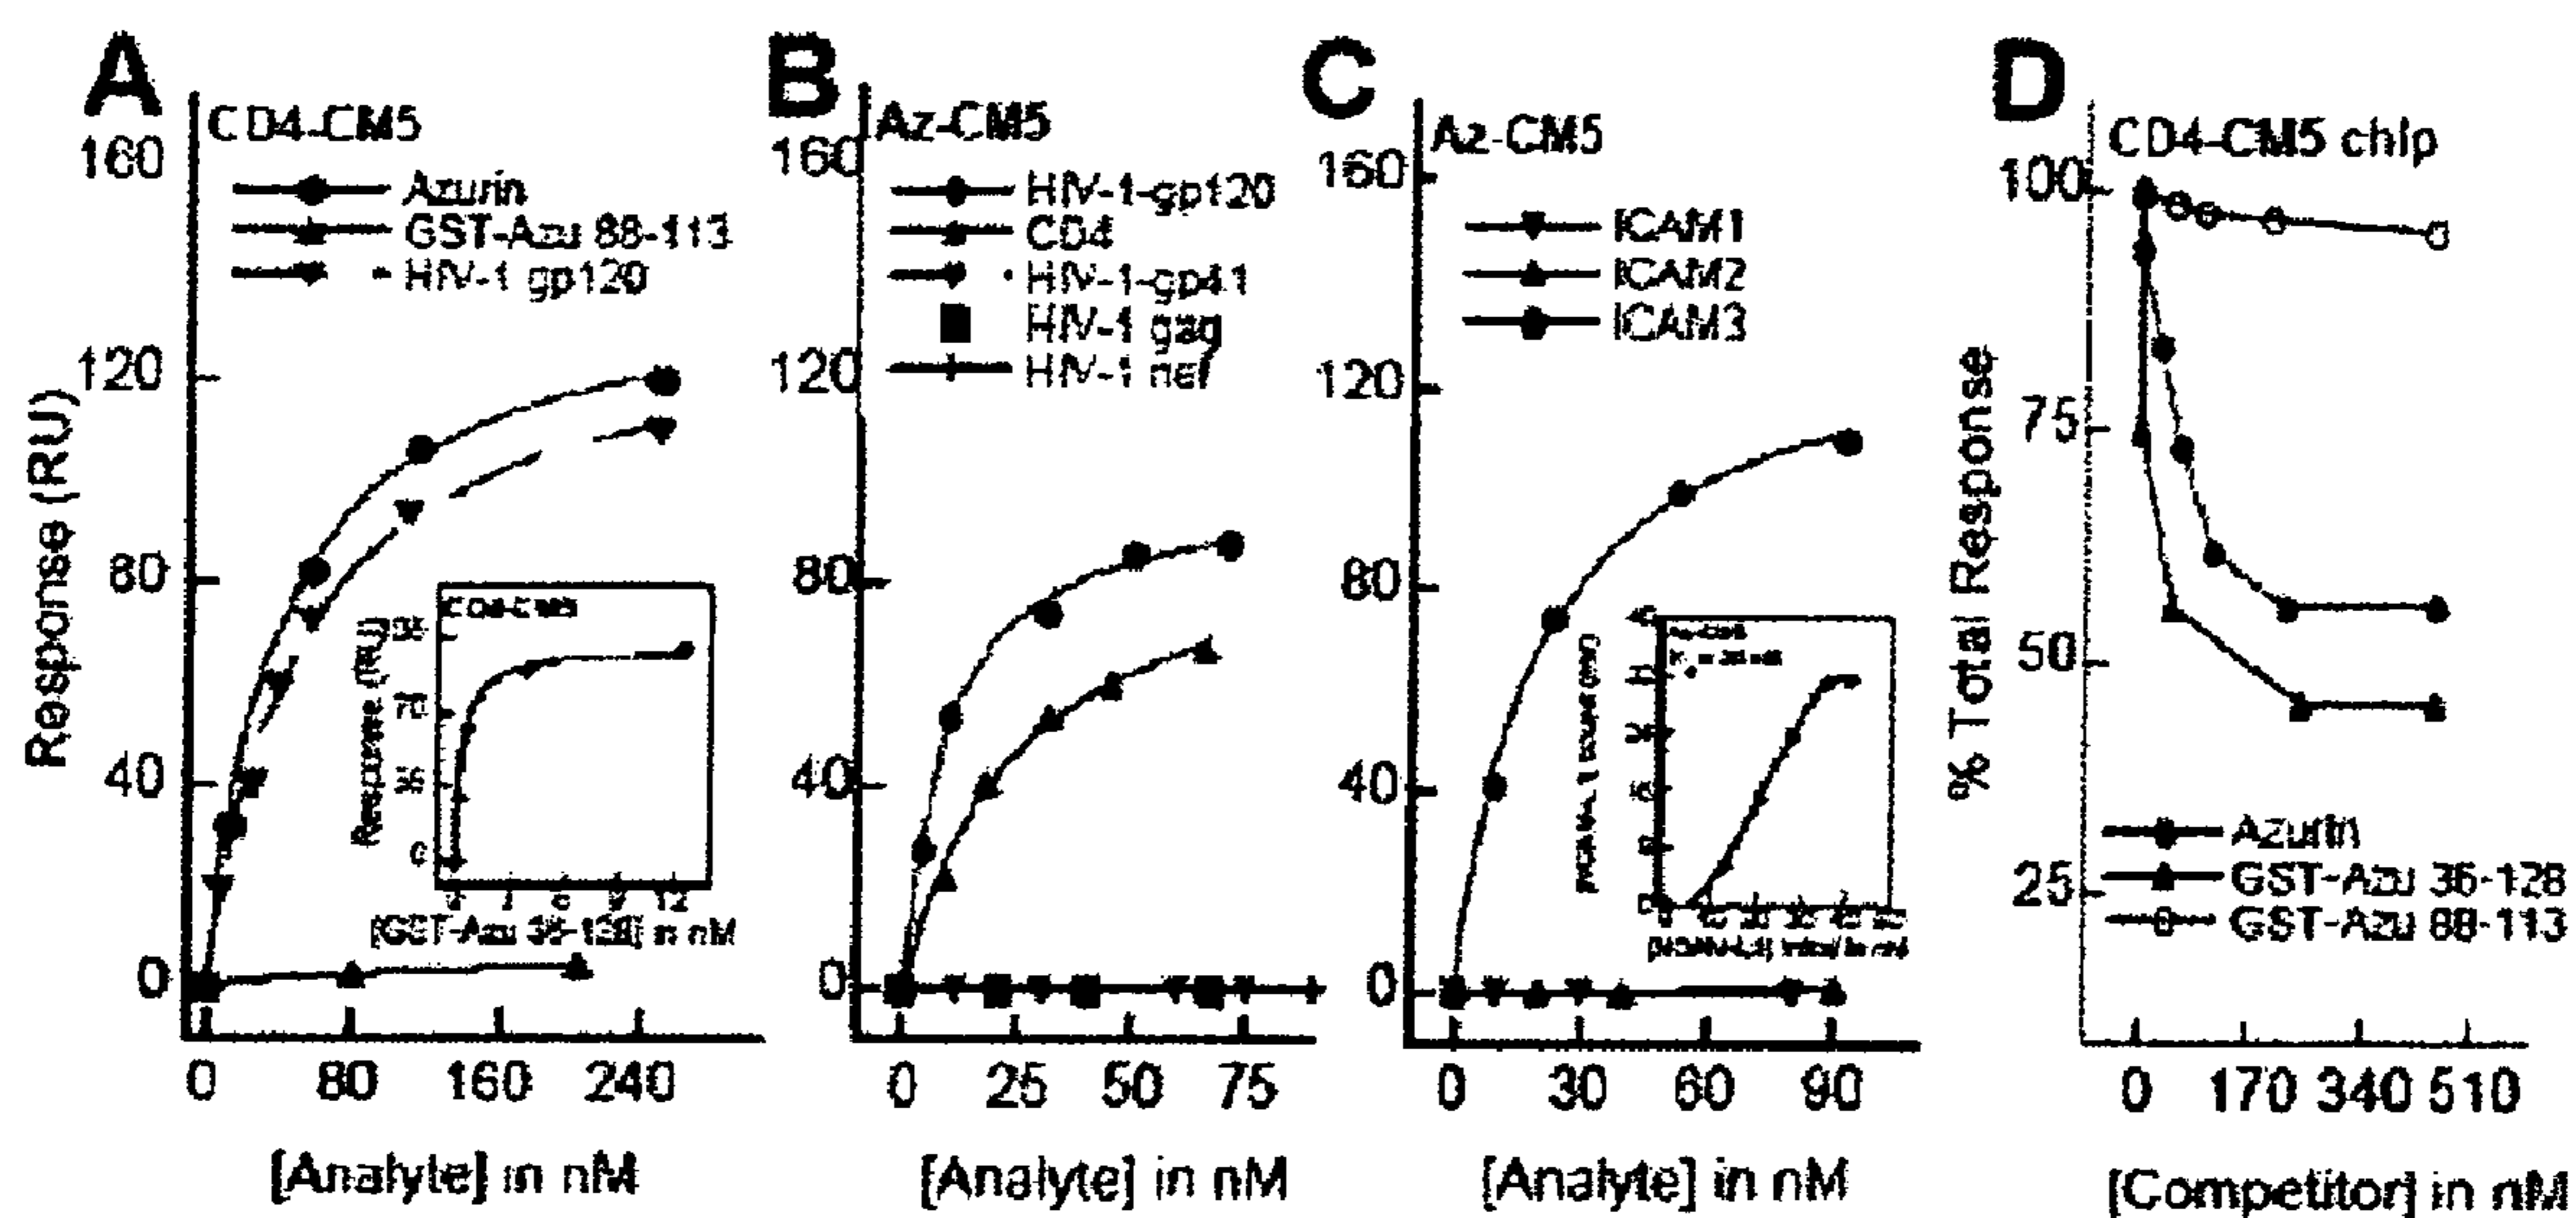 A
CD4-CM5
160
Azurin
GST-Azu 88-113
HIV-1 gp120
120
80
40
0
Response (RU)
0 80 160 240
[Analyte] in nM
CD4-CM5
Response (RU)
70
35
0
[GST-Azu 36-128] in nM
B
Az-CM5
160
HIV-1-gp120
CD4
HIV-1-gp41
HIV-1 gag
HIV-1 nef
120
80
40
0
0 25 50 75
[Analyte] in nM
C
Az-CM5
160
ICAM1
ICAM2
ICAM3
120
80
40
0
0 30 60 90
[Analyte] in nM
D
CD4-CM5 chip
100
75
50
25
% Total Response
Azurin
GST-Azu 36-128
GST-Azu 88-113
0 170 340 510
[Competitor] in nM